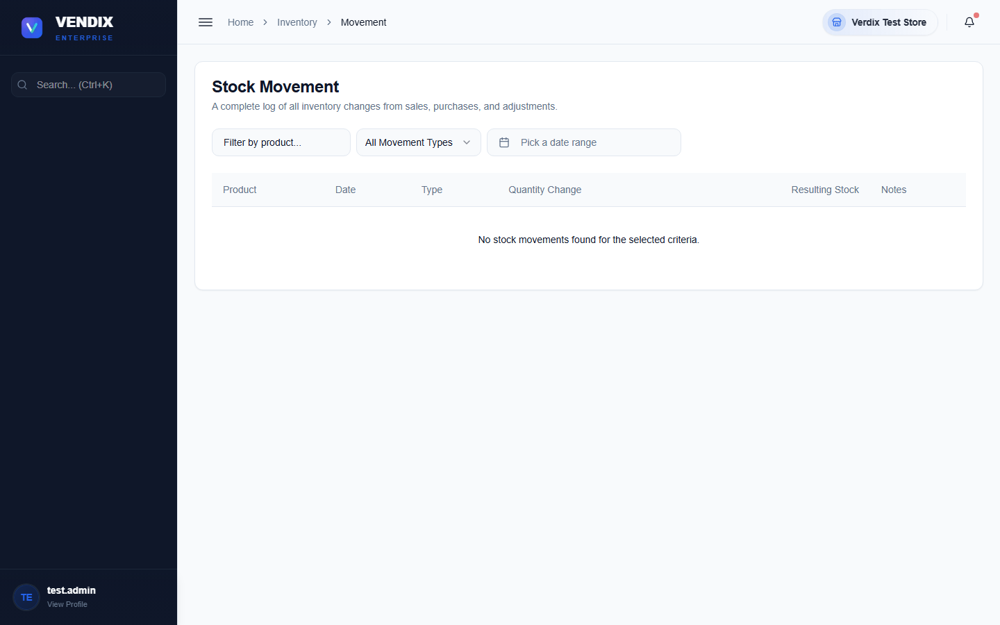 VENDIX
ENTERPRISE
Search... (Ctrl+K)
test.admin
TE
View Profile
Home > Inventory > Movement
Verdix Test Store
Stock Movement
A complete log of all inventory changes from sales, purchases, and adjustments.
Filter by product...
All Movement Types
Pick a date range
Product Date Type Quantity Change Resulting Stock Notes
No stock movements found for the selected criteria.